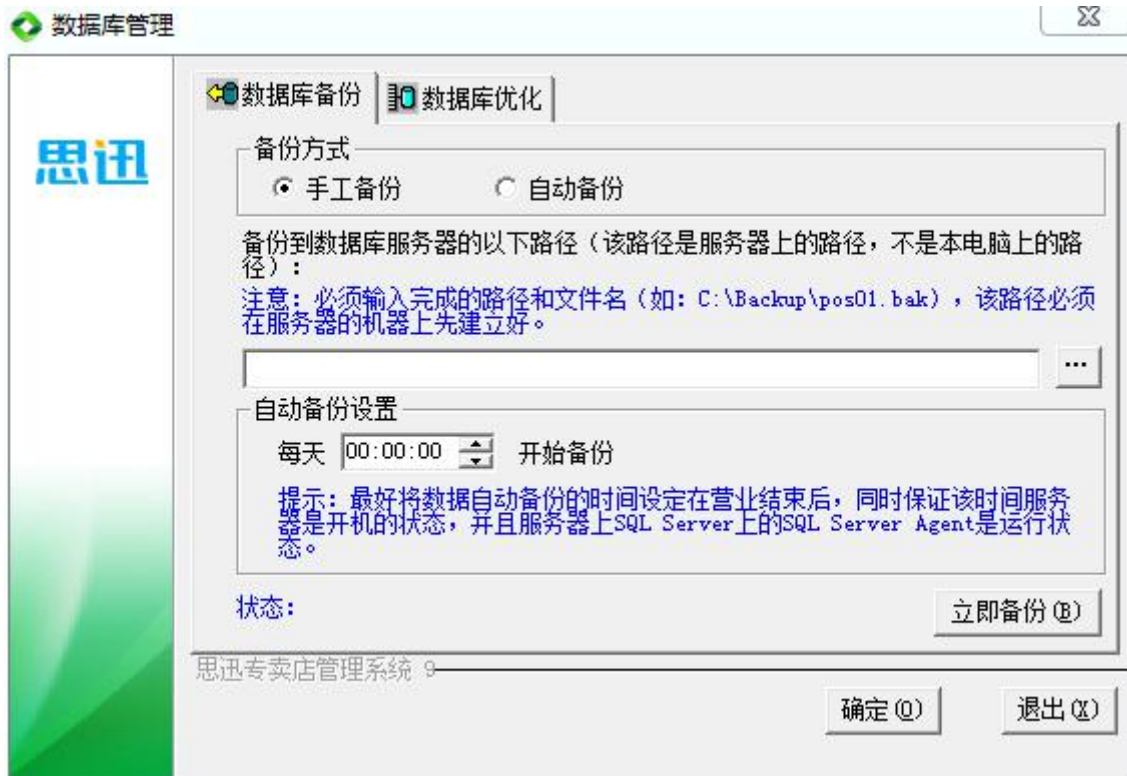 数据库管理
思迅
数据库备份
数据库优化
备份方式
手工备份
自动备份
备份到数据库服务器的以下路径（该路径是服务器上的路径，不是本电脑上的路
径）：
注意：必须输入完成的路径和文件名（如：C:\Backup\pos01.bak），该路径必须
在服务器的机器上先建立好。
...
自动备份设置
每天 00:00:00 开始备份
提示：最好将数据自动备份的时间设定在营业结束后，同时保证该时间服务
器是开机的状态，并且服务器上SQL Server上的SQL Server Agent是运行状
态。
状态：
立即备份(B)
思迅专卖店管理系统 9
确定(O)
退出(X)